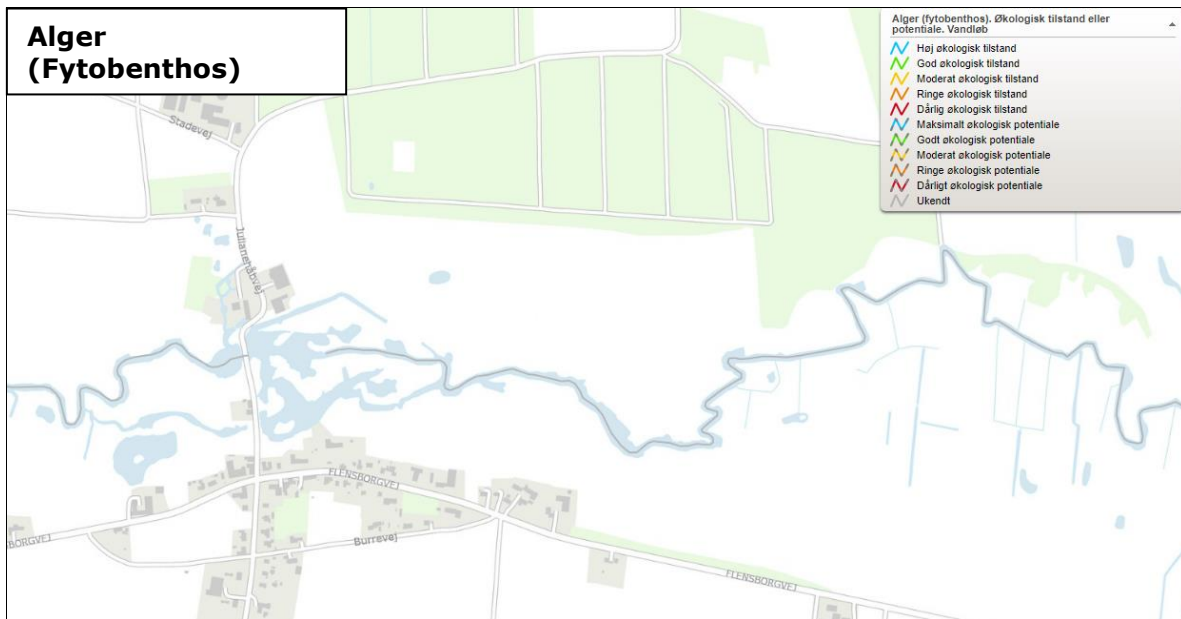 Alger
(Fytobenthos)
Alger (fytobenthos). Økologisk tilstand eller
potentiale. Vandløb
Høj økologisk tilstand
God økologisk tilstand
Moderat økologisk tilstand
Ringe økologisk tilstand
Dårlig økologisk tilstand
Maksimalt økologisk potentiale
Godt økologisk potentiale
Moderat økologisk potentiale
Ringe økologisk potentiale
Dårligt økologisk potentiale
Ukendt
Stadevej
Julianehåbvej
FLENSBORGVEJ
BORGVEJ
Burrevej
FLENSBORGVEJ